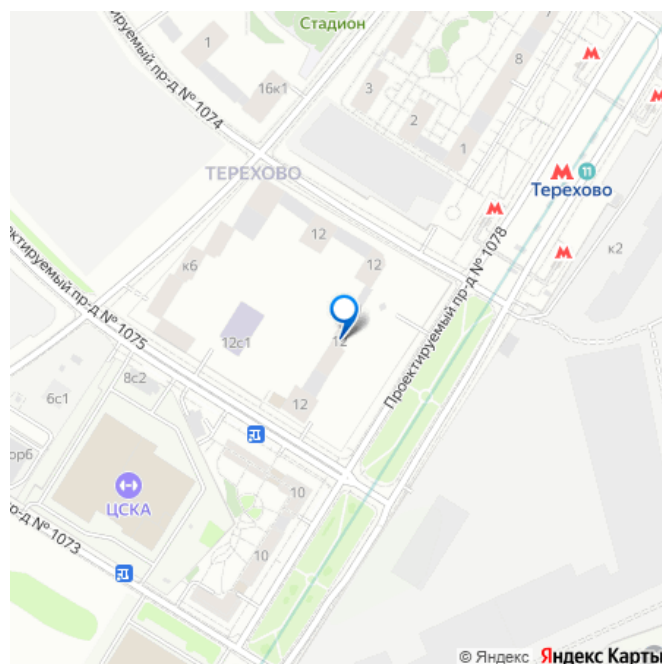 Стадион
Проектируемый пр-д № 1074
1
16к1
8
3
2
1
ТЕРЕХОВО
М
М
М
11
Терехово
М
М
к2
12
12
к6
12
12с1
12
Проектируемый пр-д № 1078
ектируемый пр-д № 1075
8с2
6с1
ор6
ЦСКА
10
10
о-д № 1073
© Яндекс Яндекс Карты